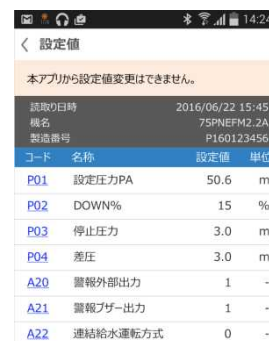 14:24
設定値
本アプリから設定値変更はできません。
読取り日時 2016/06/22 15:45
機名 75PNEFM2.2A
製造番号 P160123456
コード 名称 設定値 単位
P01 設定圧力PA 50.6 m
P02 DOWN% 15 %
P03 停止圧力 3.0 m
P04 差圧 3.0 m
A20 警報外部出力 1 -
A21 警報ブザー出力 1 -
A22 連結給水運転方式 0 -